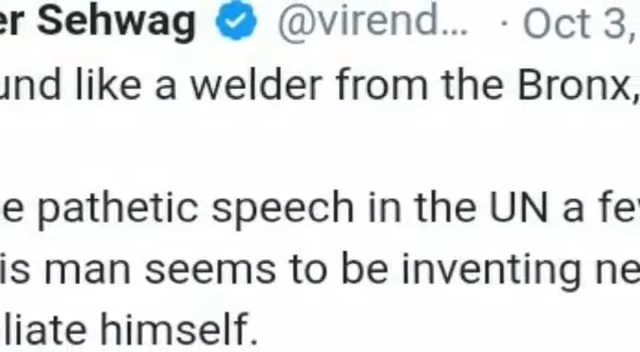 er Sehwag @virend... · Oct 3,
und like a welder from the Bronx,
e pathetic speech in the UN a few
is man seems to be inventing ne
liate himself.